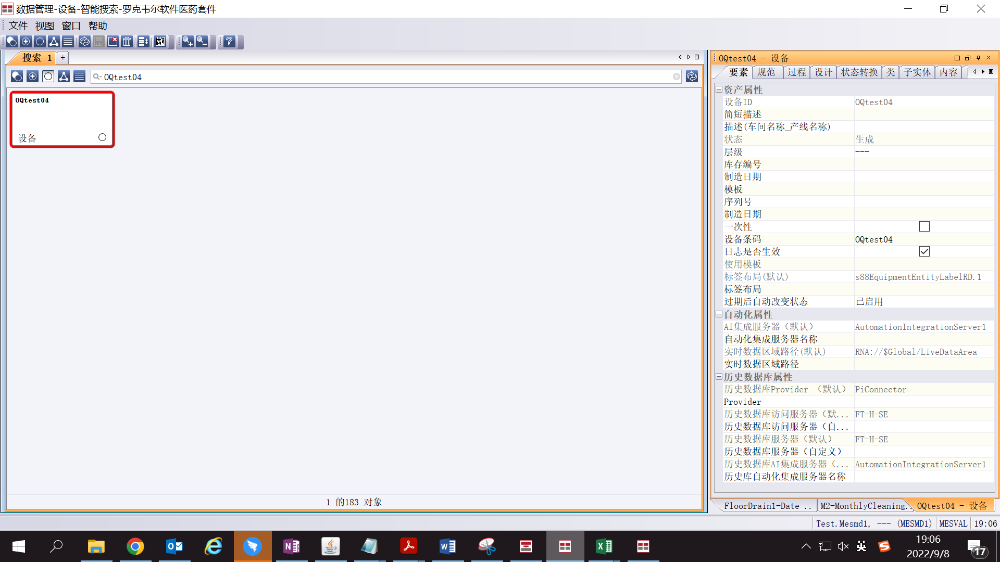 数据管理-设备-智能搜索-罗克韦尔软件医药套件
文件 视图 窗口 帮助
搜索 1
OQtest04
OQtest04
设备
1 的183 对象
OQtest04 - 设备
要素 规范 过程 设计 状态转换 类 子实体 内容
资产属性
设备ID OQtest04
简短描述
描述(车间名称_产线名称)
状态 生成
层级 ---
库存编号
制造日期
模板
序列号
制造日期
一次性
设备条码 OQtest04
日志是否生效
使用模板
标签布局(默认) s88EquipmentEntityLabelRD.1
标签布局
过期后自动改变状态 已启用
自动化属性
AI集成服务器（默认） AutomationIntegrationServer1
自动化集成服务器名称
实时数据区域路径(默认) RNA://$Global/LiveDataArea
实时数据区域路径
历史数据库属性
历史数据库Provider （默认） PiConnector
Provider
历史数据库访问服务器（默... FT-H-SE
历史数据库访问服务器（自...
历史数据库服务器（默认） FT-H-SE
历史数据库服务器（自定义）
历史数据库AI集成服务器（... AutomationIntegrationServer1
历史库自动化集成服务器名称
FloorDrain1-Date .. M2-MonthlyCleaning.. OQtest04 - 设备
Test.Mesmd1, --- (MESMD1) MESVAL 19:06
英
19:06
2022/9/8
17